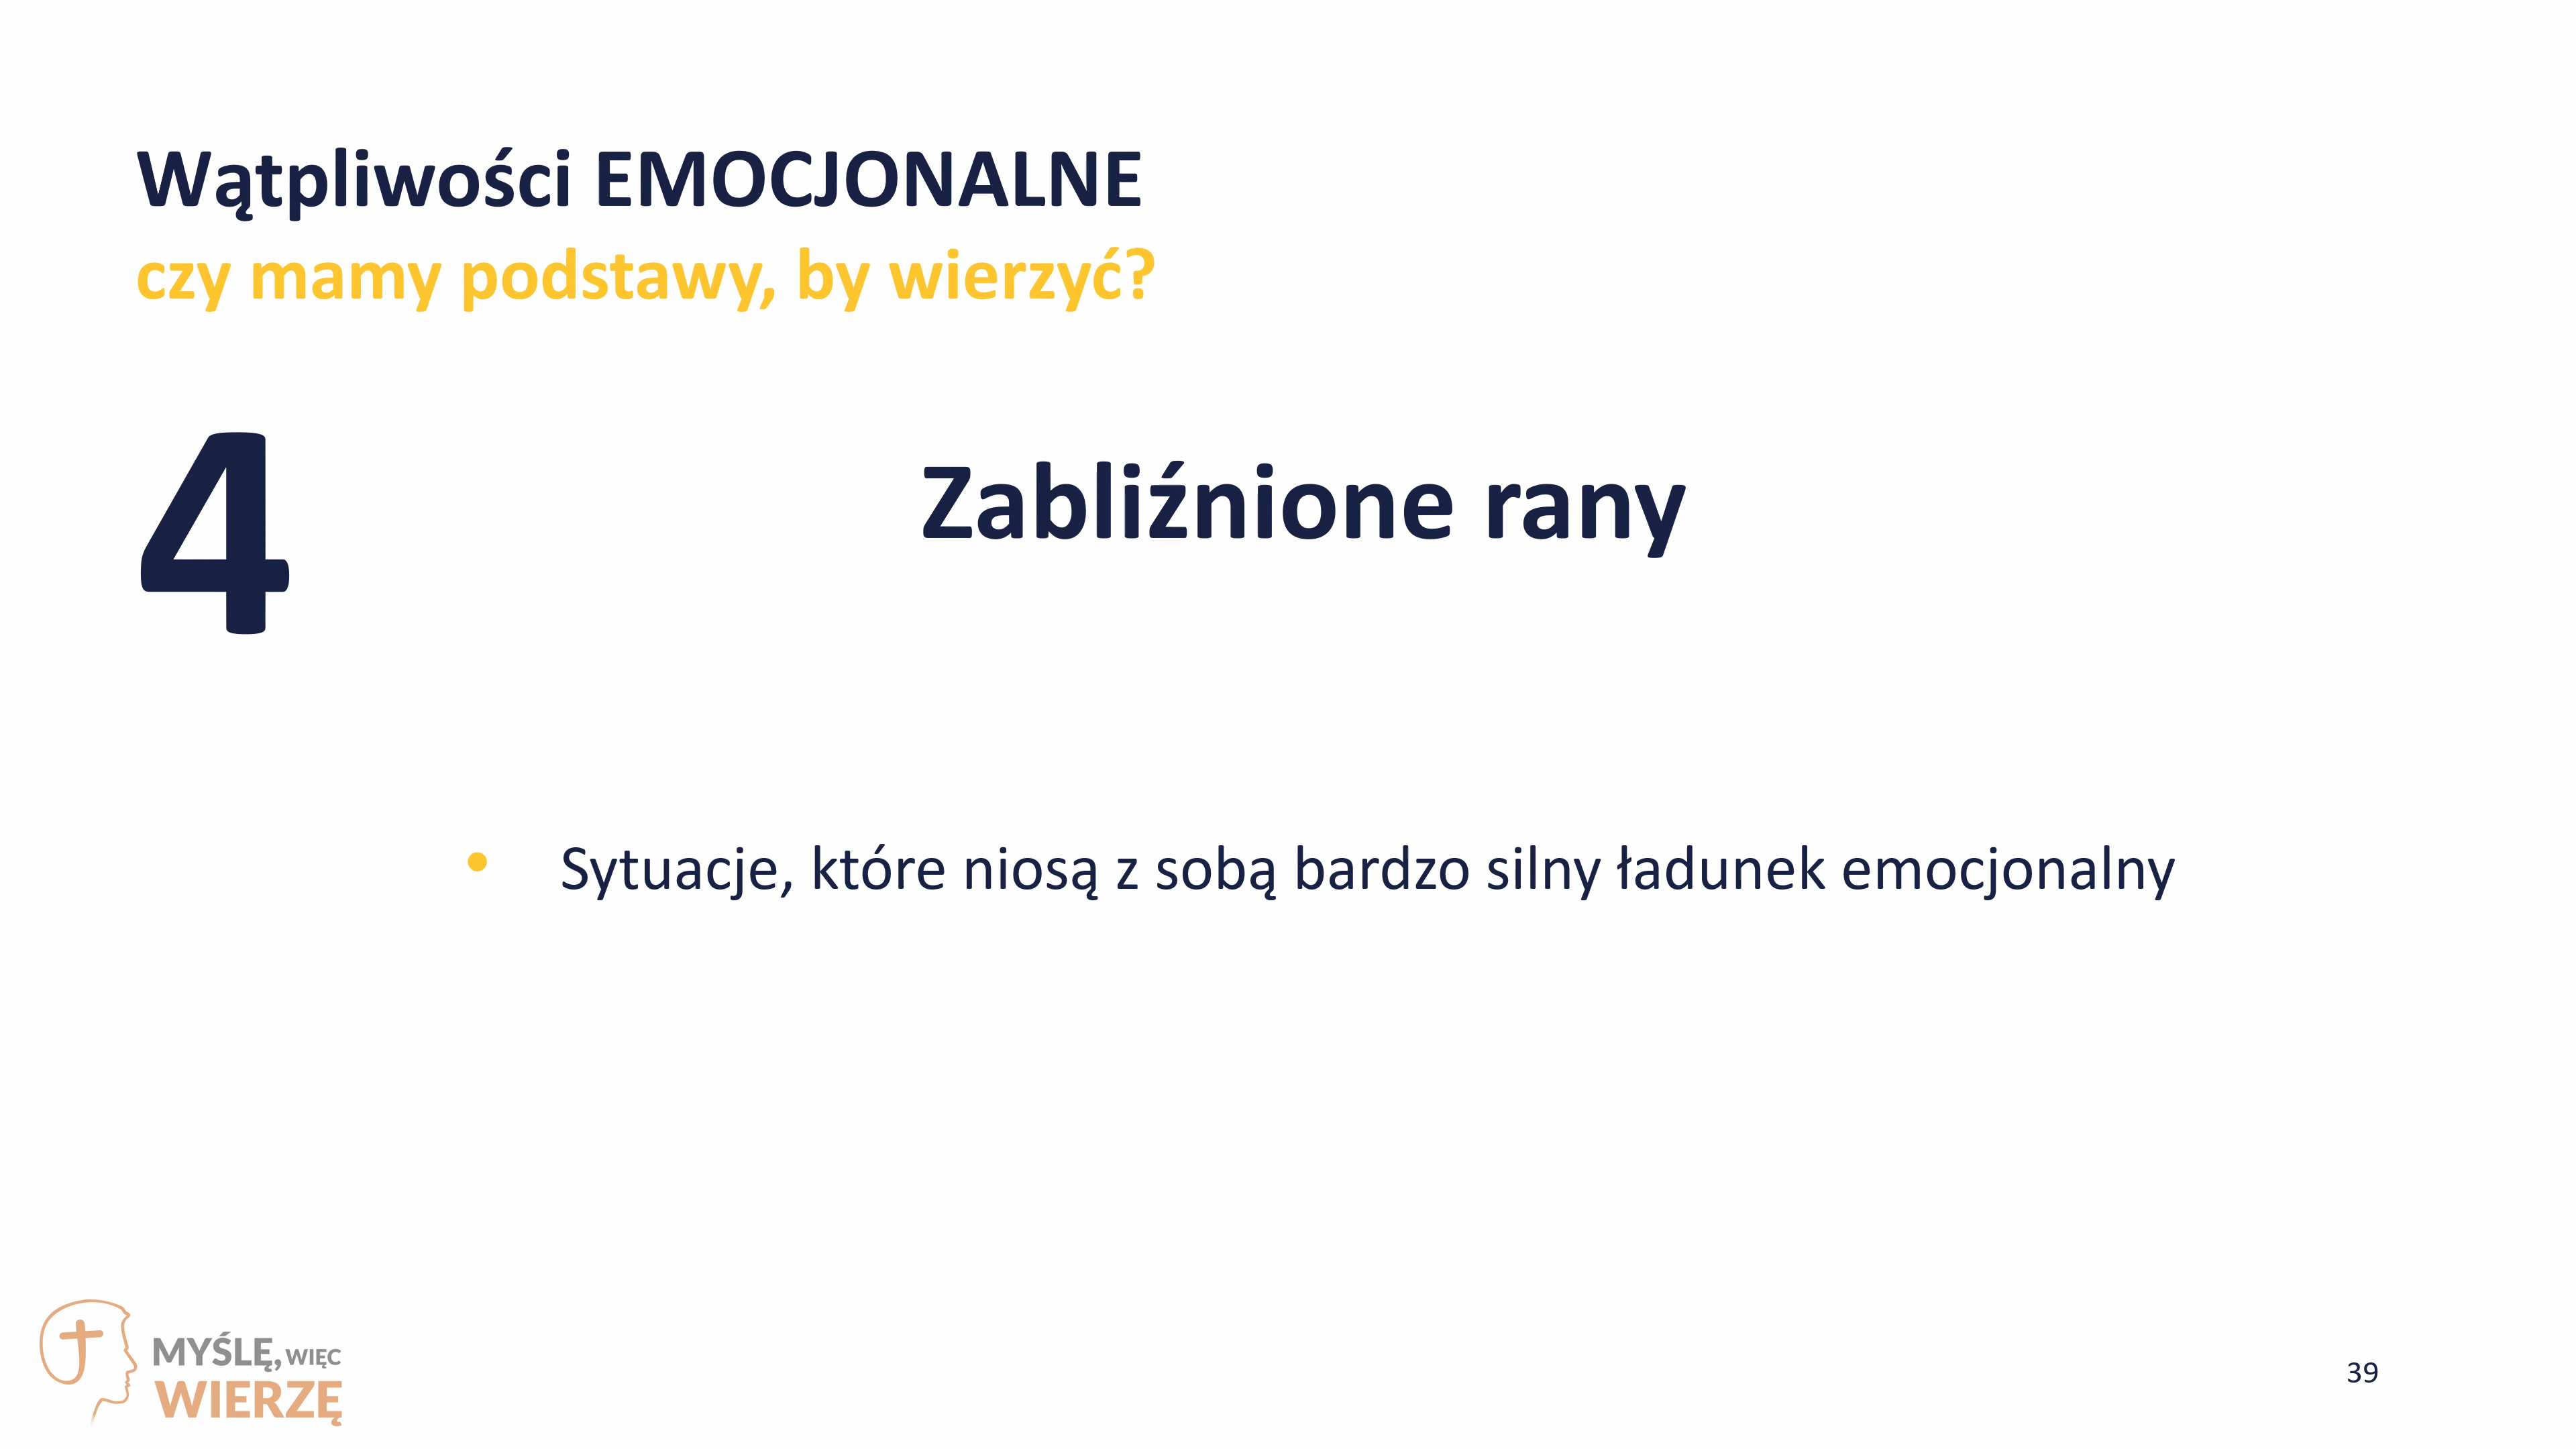 Wątpliwości EMOCJONALNE
czy mamy podstawy, by wierzyć?
4
Zabliźnione rany
• Sytuacje, które niosą z sobą bardzo silny ładunek emocjonalny
MYŚLĘ, WIĘC
WIERZĘ
39